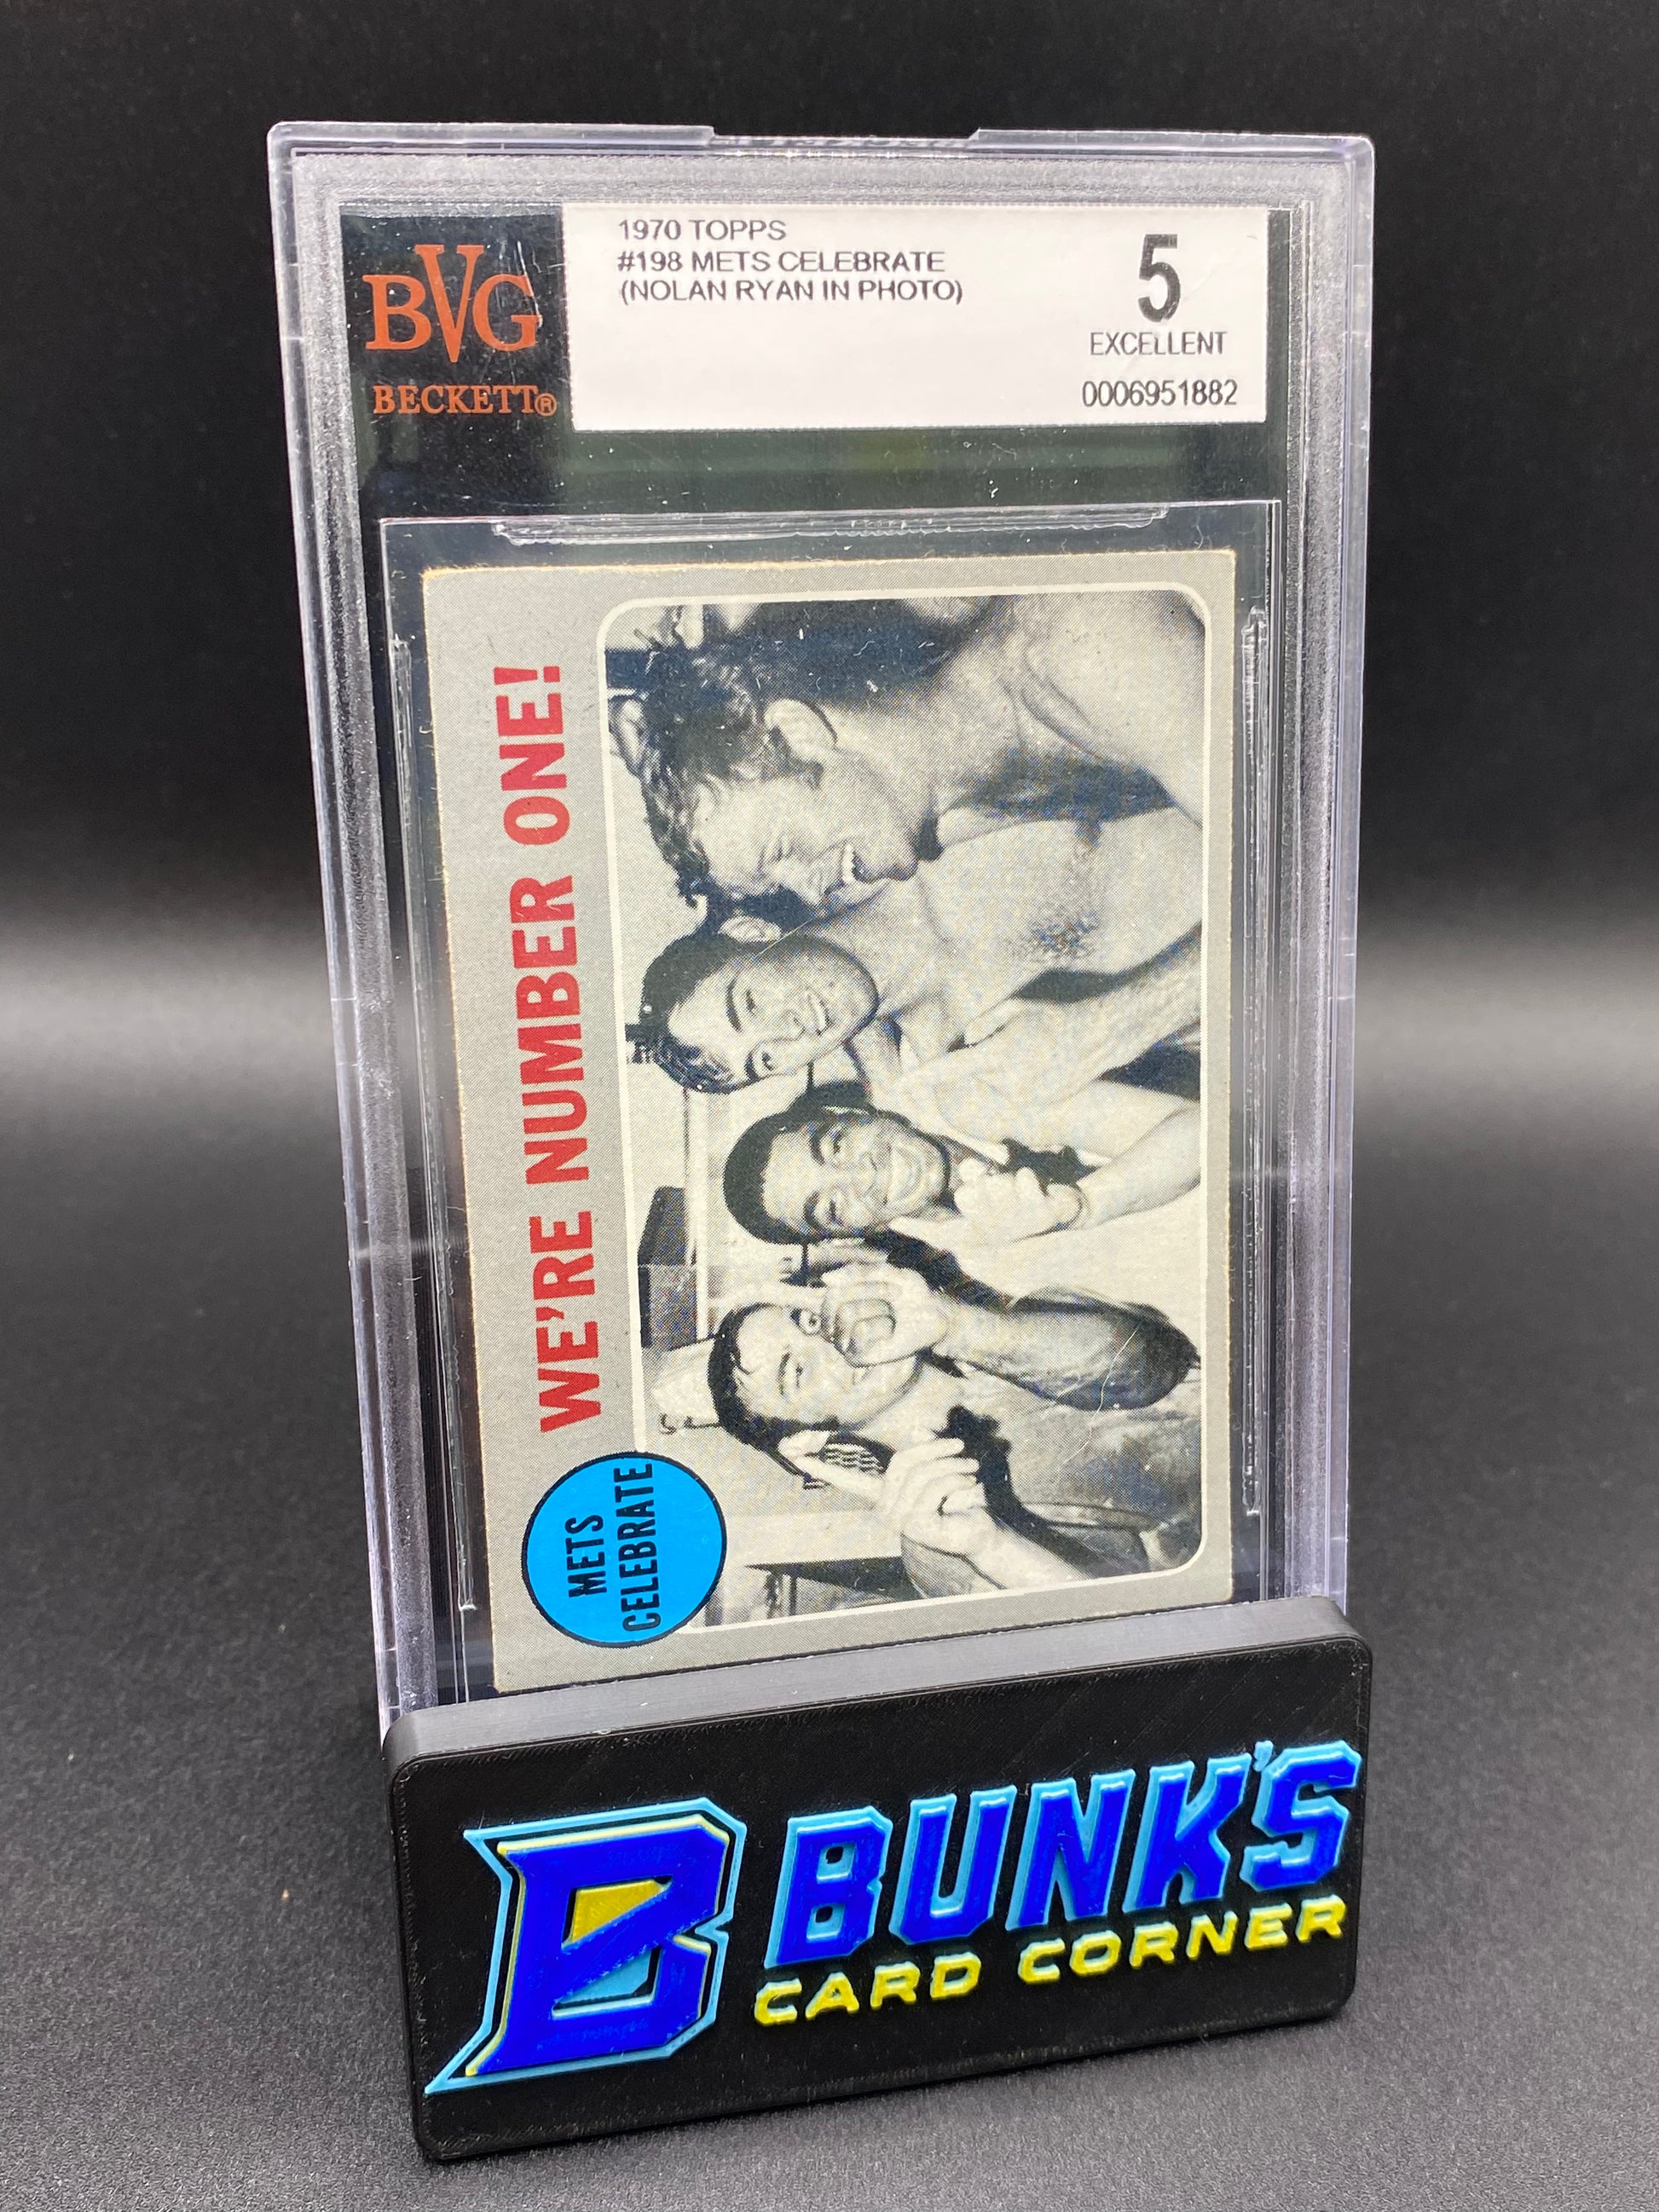 BVG
BECKETT®
1970 TOPPS
#198 METS CELEBRATE
(NOLAN RYAN IN PHOTO)
5
EXCELLENT
0006951882
WE'RE NUMBER ONE!
METS
CELEBRATE
B
BUNK'S
CARD CORNER